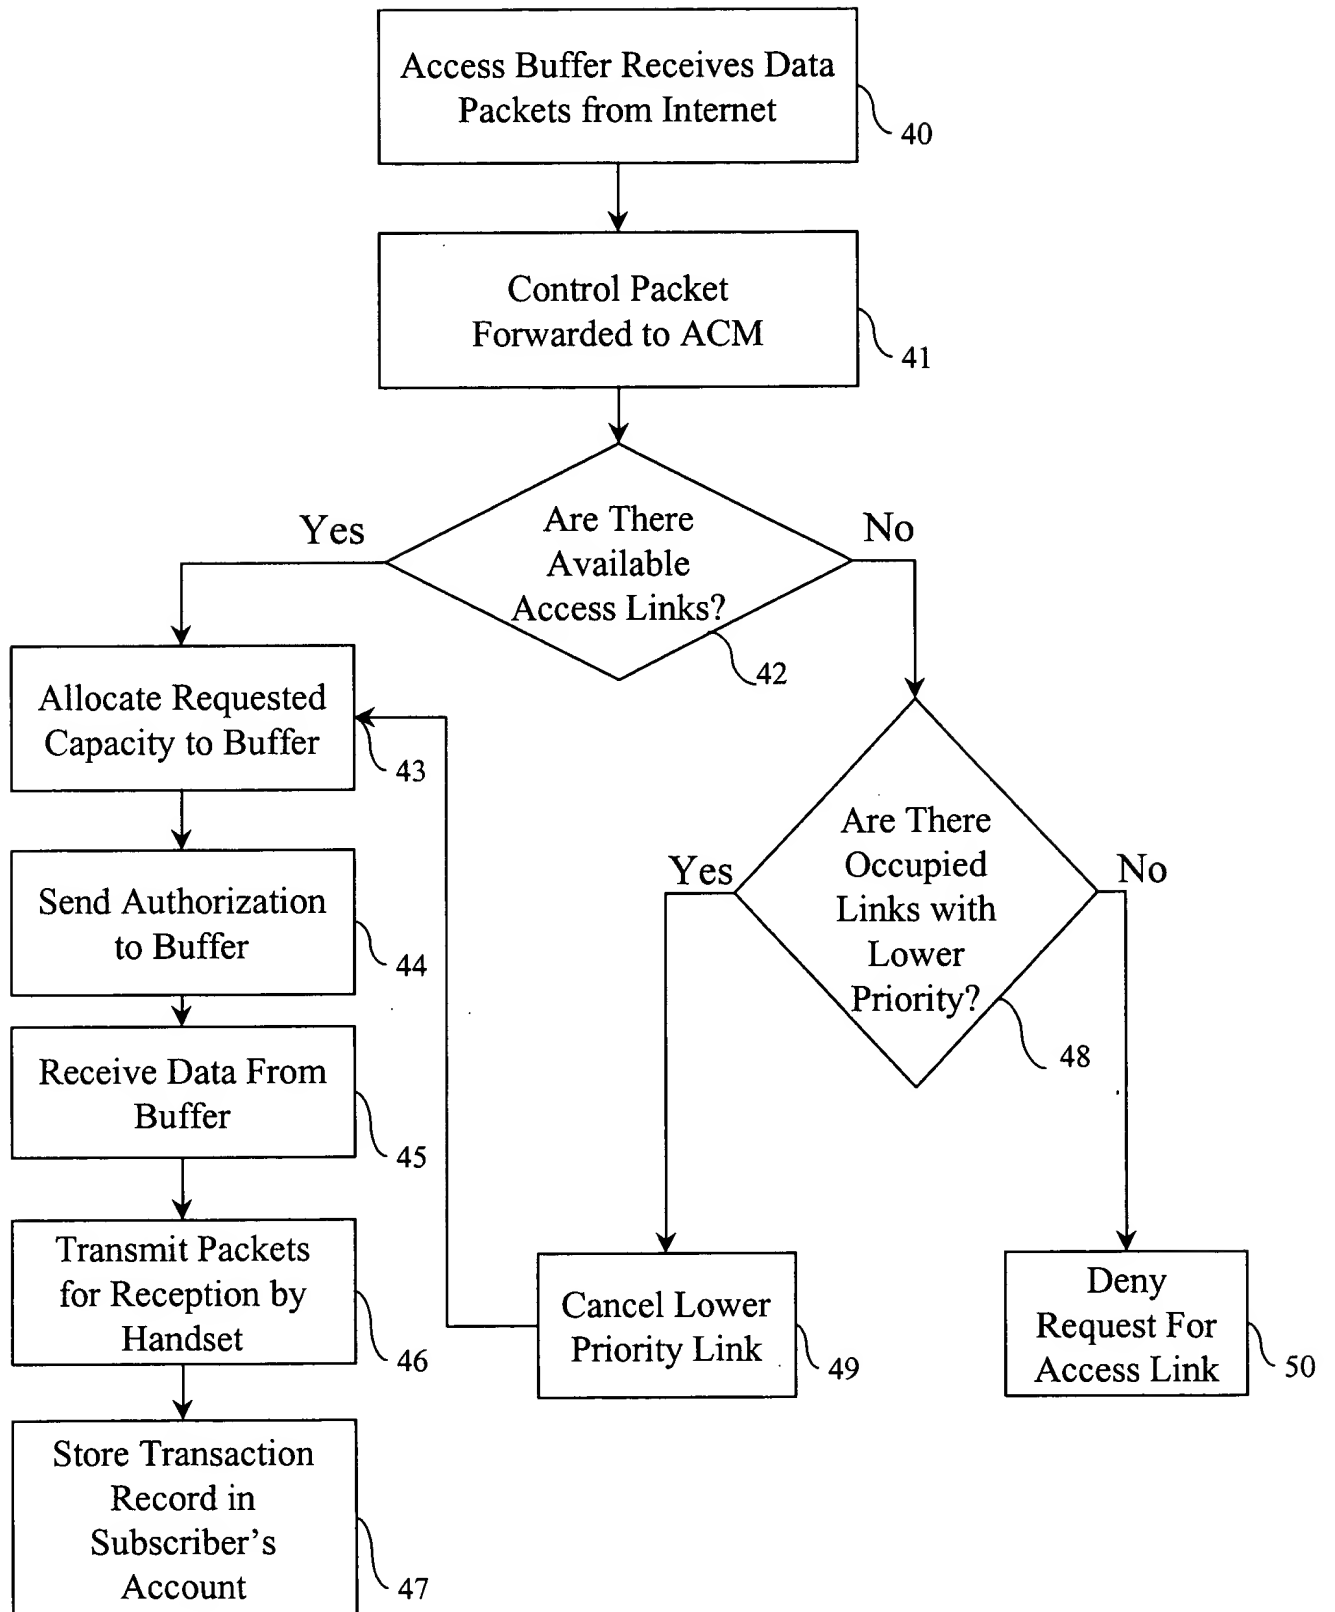 Access Buffer Receives Data
Packets from Internet
40
Control Packet
Forwarded to ACM
41
Are There
Available
Access Links?
42
Yes
No
Allocate Requested
Capacity to Buffer
43
Send Authorization
to Buffer
44
Receive Data From
Buffer
45
Transmit Packets
for Reception by
Handset
46
Store Transaction
Record in
Subscriber's
Account
47
Are There
Occupied
Links with
Lower
Priority?
48
Yes
No
Cancel Lower
Priority Link
49
Deny
Request For
Access Link
50